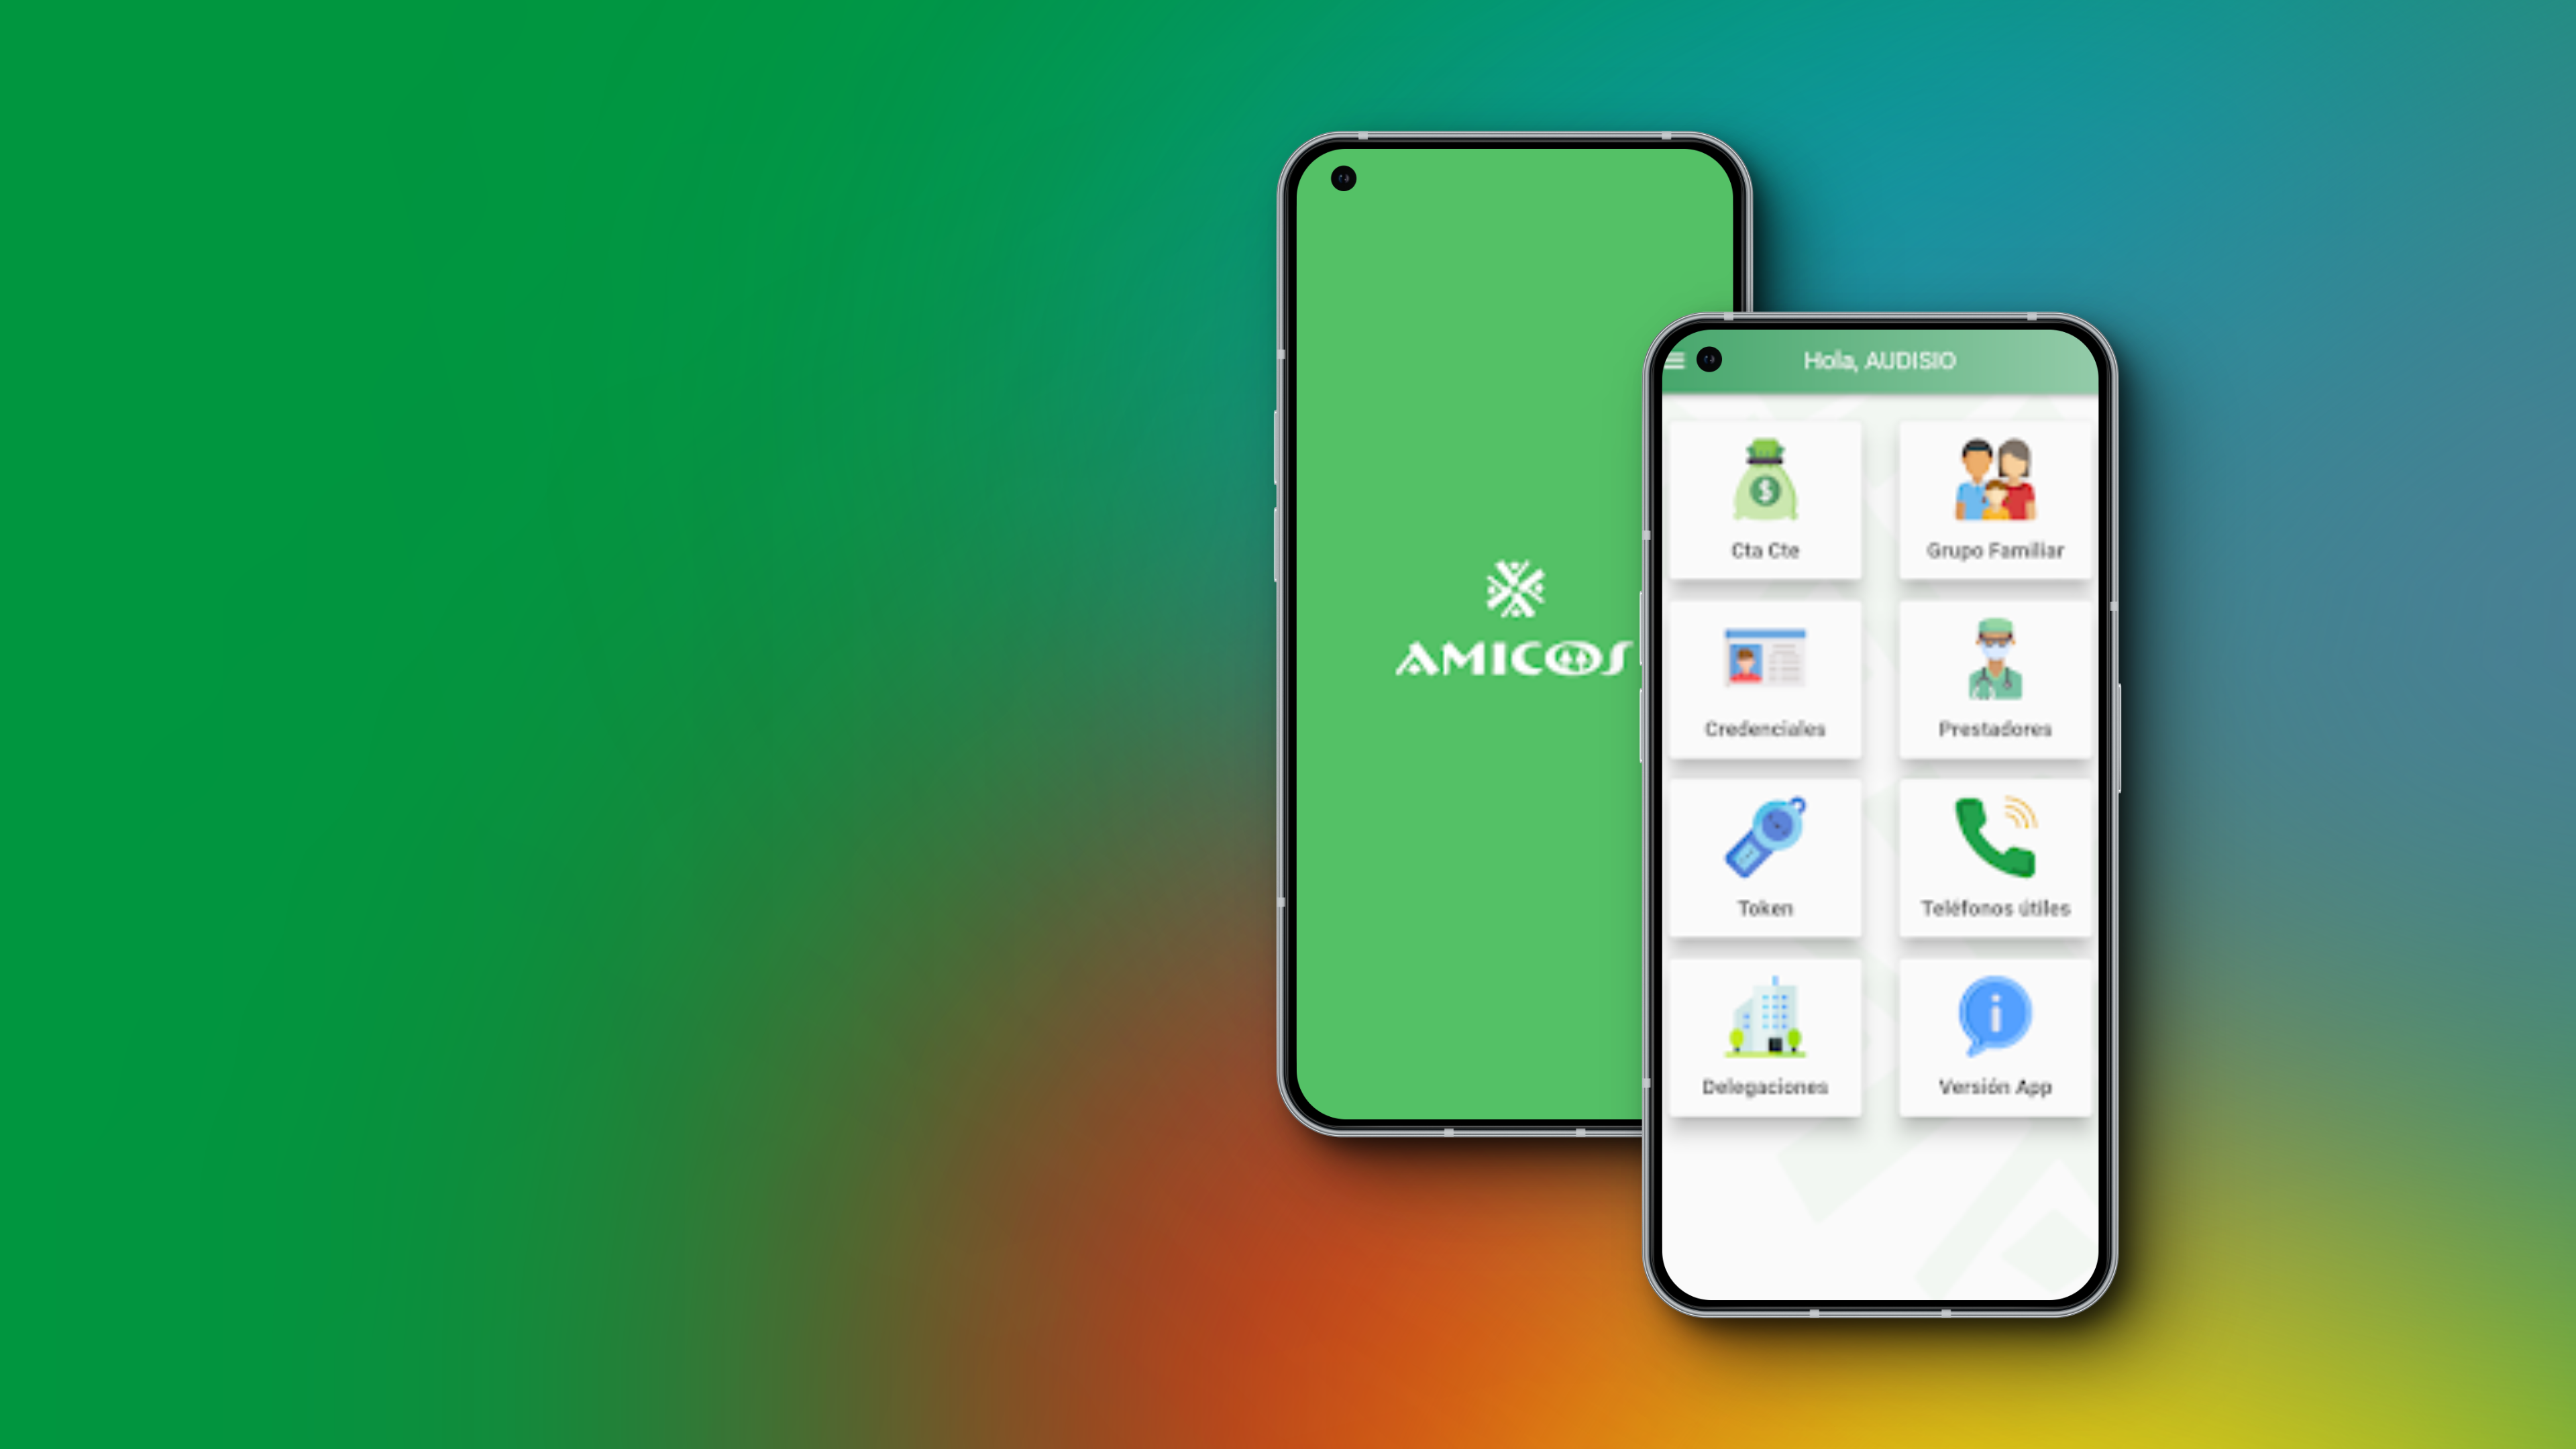 AMICOS
Hola, AUDISIO
Cta Cte
Grupo Familiar
Credenciales
Prestadores
Token
Teléfonos útiles
Delegaciones
Versión App